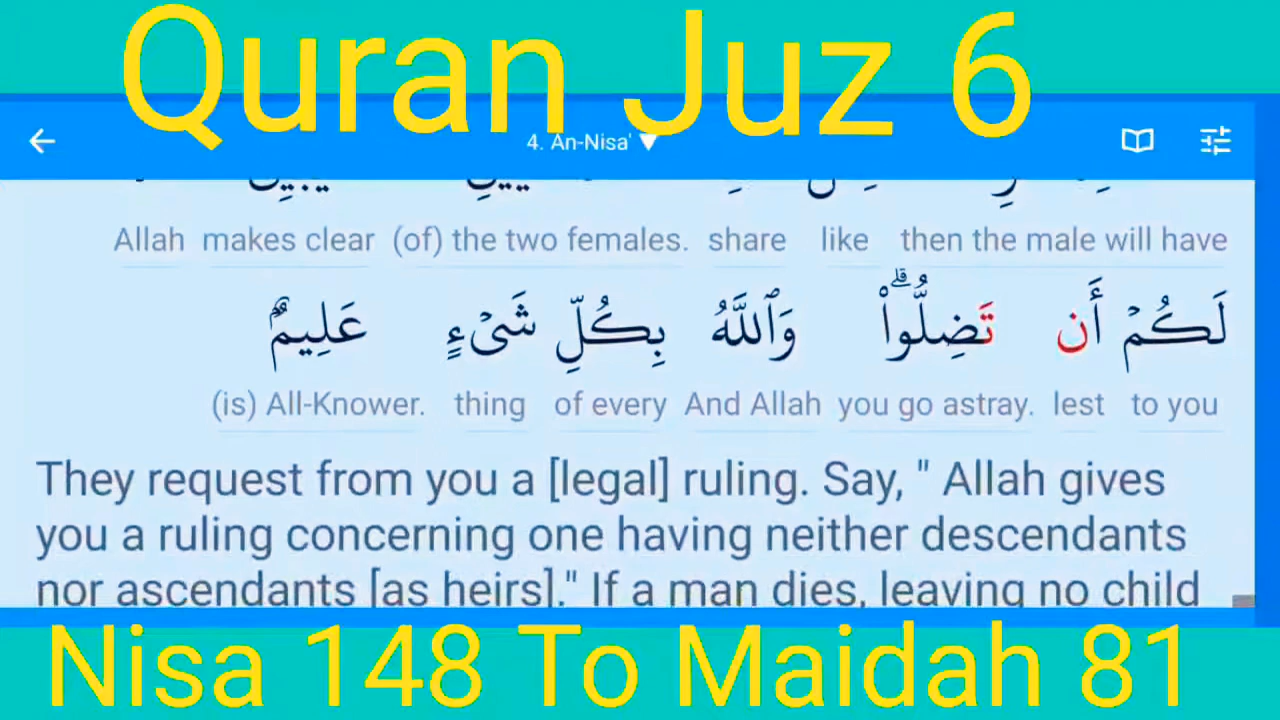 Quran Juz 6
4. An-Nisa'
Allah makes clear (of) the two females. share like then the male will have
لَكُمْ أَن تَضِلُّوا۟ ۗ وَٱللَّهُ بِكُلِّ شَىْءٍ عَلِيمٌۢ
(is) All-Knower. thing of every And Allah you go astray. lest to you
They request from you a [legal] ruling. Say, " Allah gives
you a ruling concerning one having neither descendants
nor ascendants [as heirs]." If a man dies, leaving no child
Nisa 148 To Maidah 81